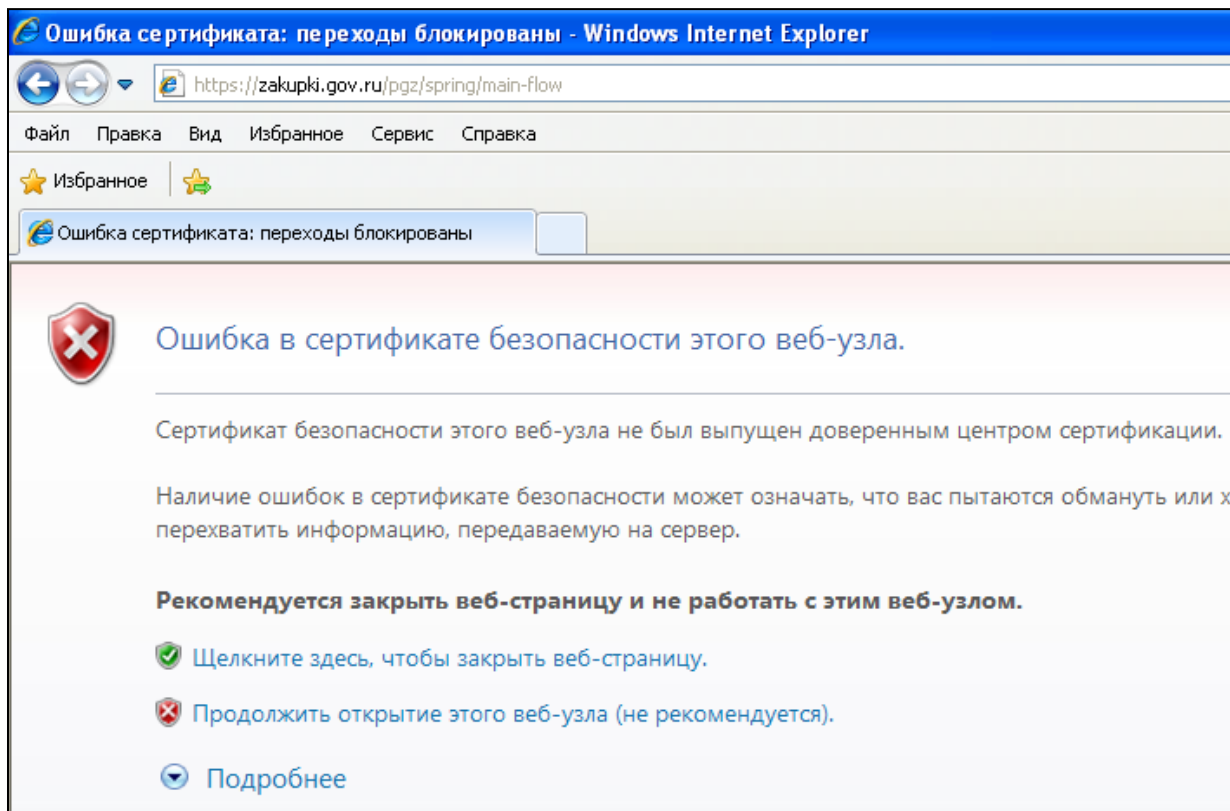 Ошибка сертификата: переходы блокированы - Windows Internet Explorer
https://zakupki.gov.ru/pgz/spring/main-flow
Файл Правка Вид Избранное Сервис Справка
Избранное
Ошибка сертификата: переходы блокированы
Ошибка в сертификате безопасности этого веб-узла.
Сертификат безопасности этого веб-узла не был выпущен доверенным центром сертификации.
Наличие ошибок в сертификате безопасности может означать, что вас пытаются обмануть или х
перехватить информацию, передаваемую на сервер.
Рекомендуется закрыть веб-страницу и не работать с этим веб-узлом.
Щелкните здесь, чтобы закрыть веб-страницу.
Продолжить открытие этого веб-узла (не рекомендуется).
Подробнее